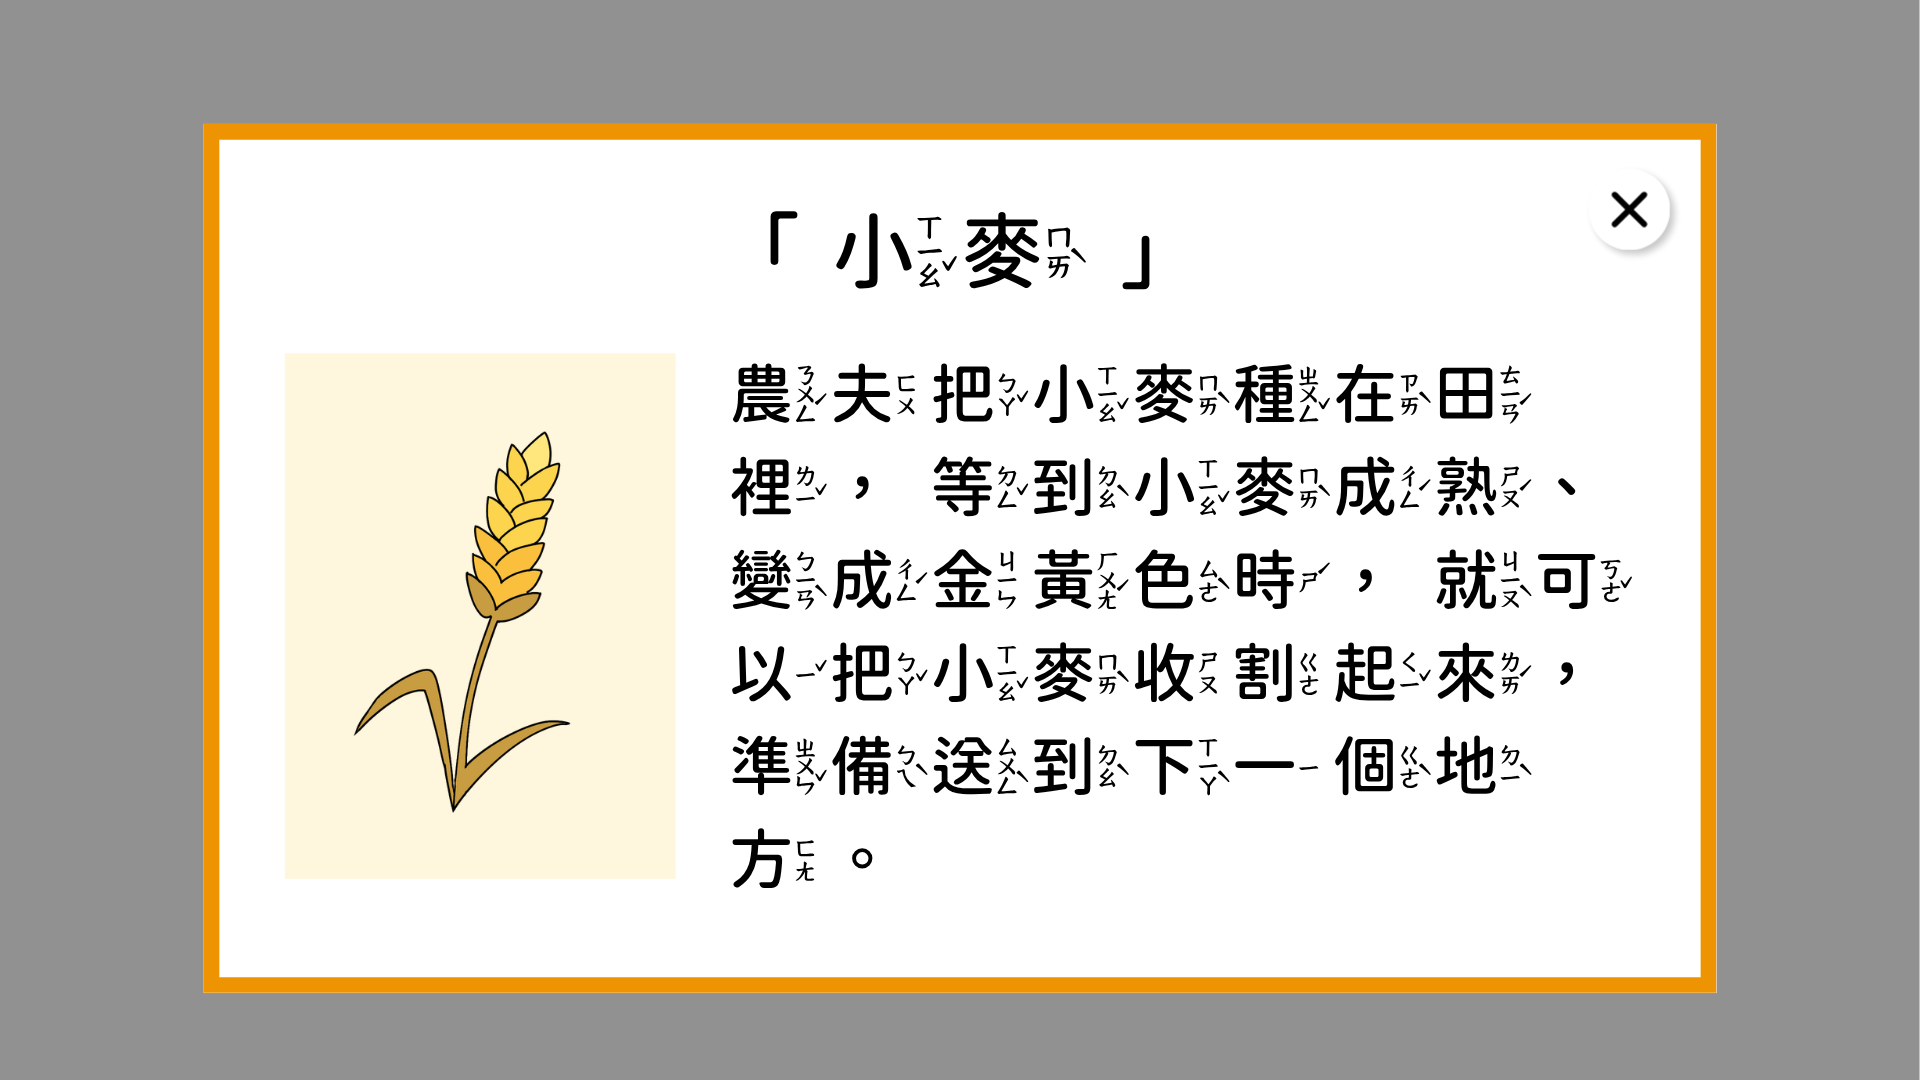 「小麥」
農夫把小麥種在田
裡，等到小麥成熟、
變成金黃色時，就可
以把小麥收割起來，
準備送到下一個地
方。